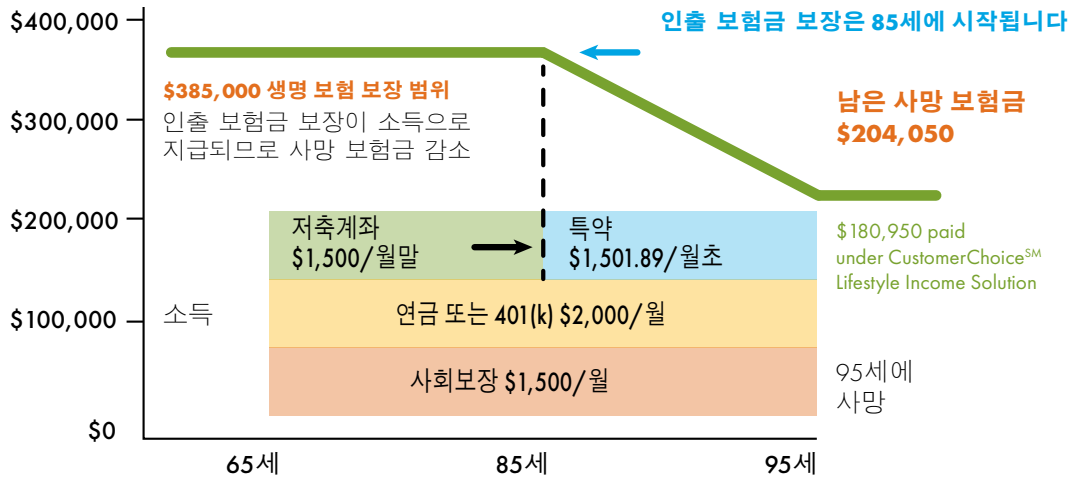 $400,000
$300,000
$200,000
$100,000
$0
인출 보험금 보장은 85세에 시작됩니다
$385,000 생명 보험 보장 범위
인출 보험금 보장이 소득으로
지급되므로 사망 보험금 감소
남은 사망 보험금
$204,050
저축계좌
$1,500/월말
특약
$1,501.89/월초
$180,950 paid
under CustomerChoice℠
Lifestyle Income Solution
소득
연금 또는 401(k) $2,000/월
사회보장 $1,500/월
95세에
사망
65세
85세
95세